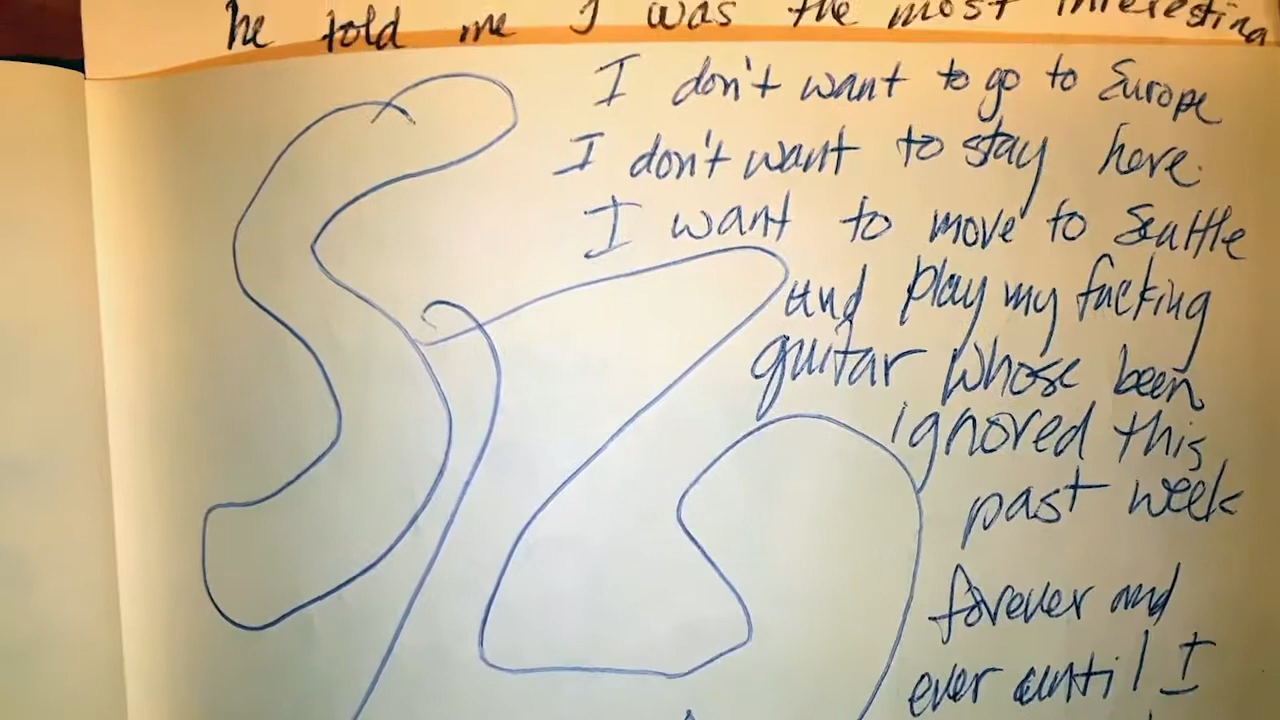 he told me I was the most interesting
I don't want to go to Europe
I don't want to stay here.
I want to move to Seattle
and play my fucking
guitar whose been
ignored this
past week
forever and
ever until I